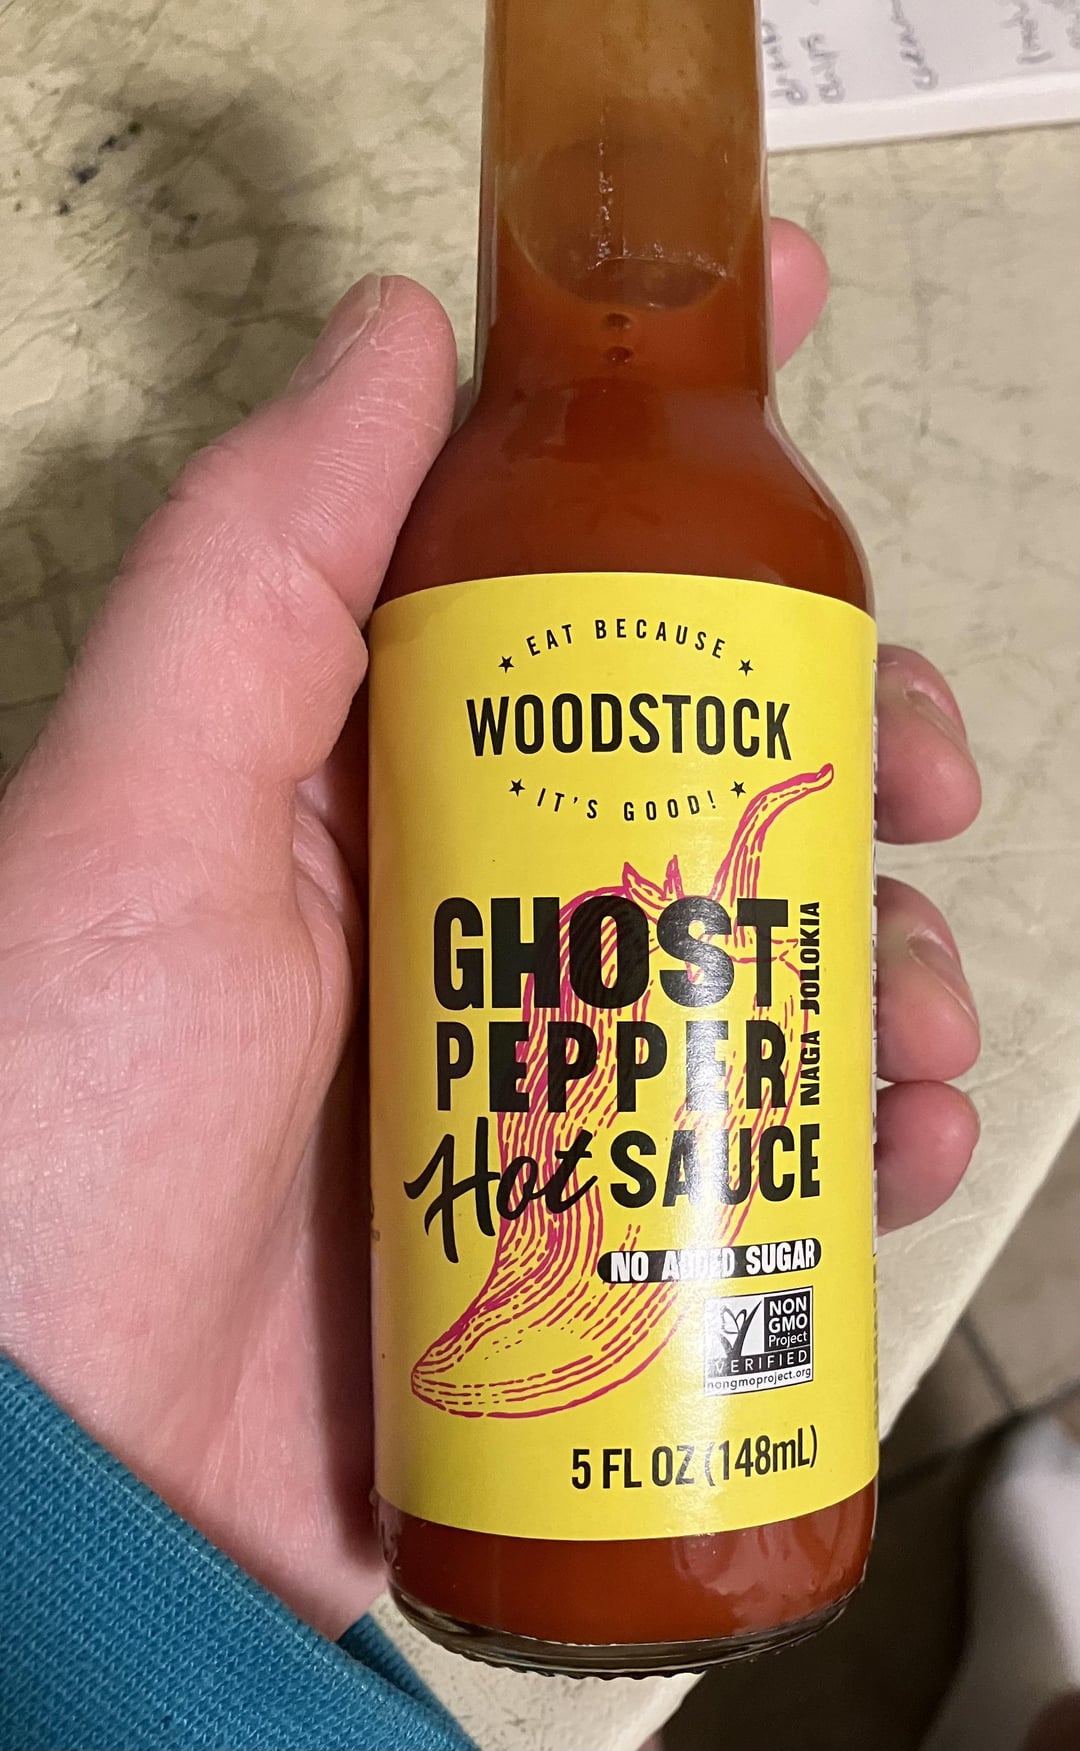 EAT BECAUSE
WOODSTOCK
IT'S GOOD!
GHOST
PEPPER
NAGA JOLOKIA
Hot SAUCE
NO ADDED SUGAR
NON
GMO
Project
VERIFIED
nongmoproject.org
5 FL OZ (148mL)